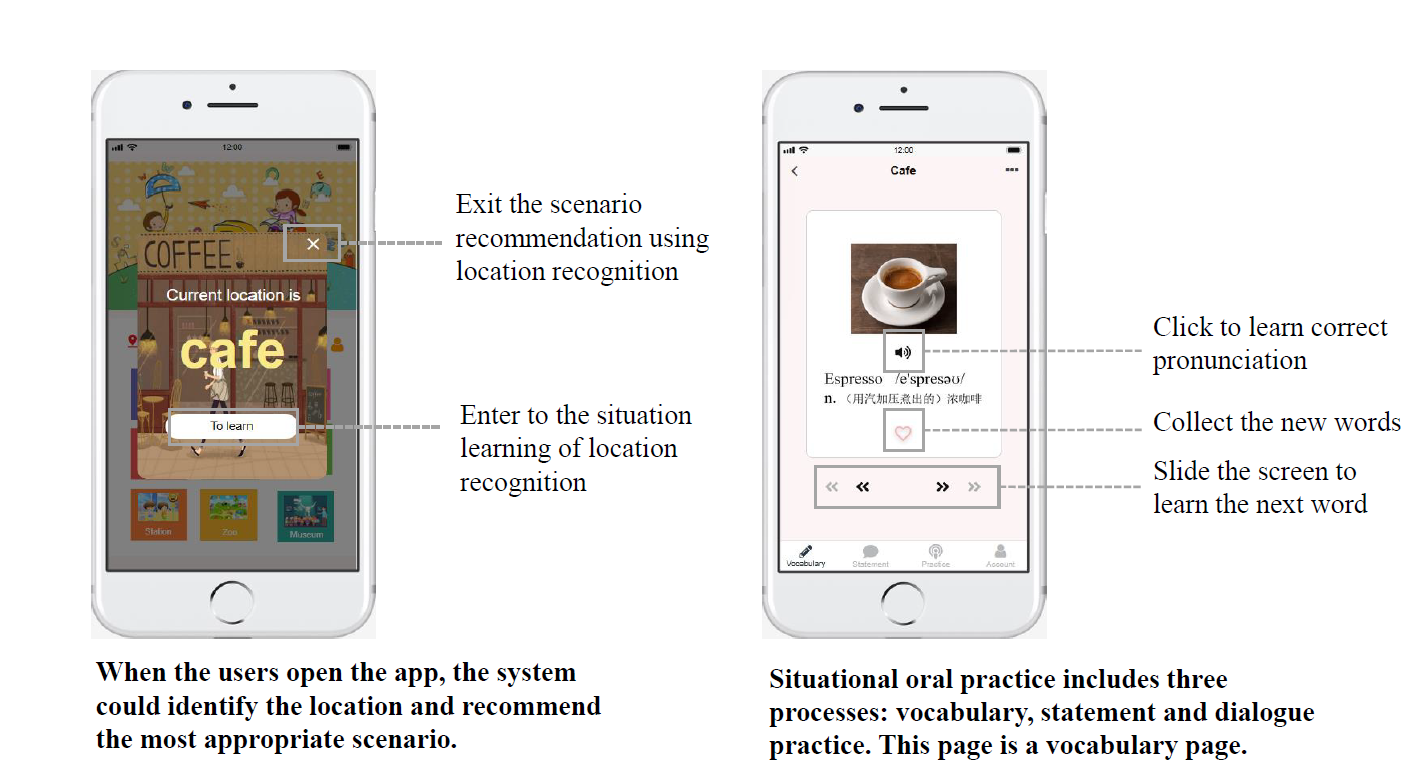 12:00
COFFEE
Current location is
cafe
To learn
Station
Zoo
Museum
Exit the scenario
recommendation using
location recognition
Enter to the situation
learning of location
recognition
When the users open the app, the system
could identify the location and recommend
the most appropriate scenario.
12:00
Cafe
Espresso /e'spresəʊ/
n. （用汽加压煮出的）浓咖啡
Vocabulary
Statement
Practice
Account
Click to learn correct
pronunciation
Collect the new words
Slide the screen to
learn the next word
Situational oral practice includes three
processes: vocabulary, statement and dialogue
practice. This page is a vocabulary page.